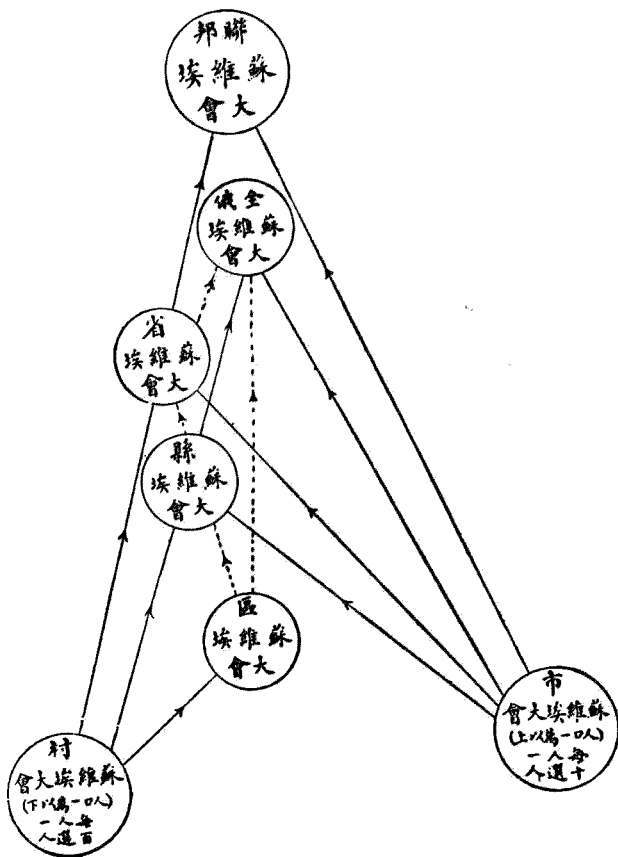 聯邦
蘇維埃
大會
全俄
蘇維埃
大會
省
蘇維埃
大會
縣
蘇維埃
大會
區
蘇維埃
大會
市
蘇維埃大會
(人口一萬以上)
每十
人選
一人
村
蘇維埃大會
(人口一萬以下)
每百
人選
一人